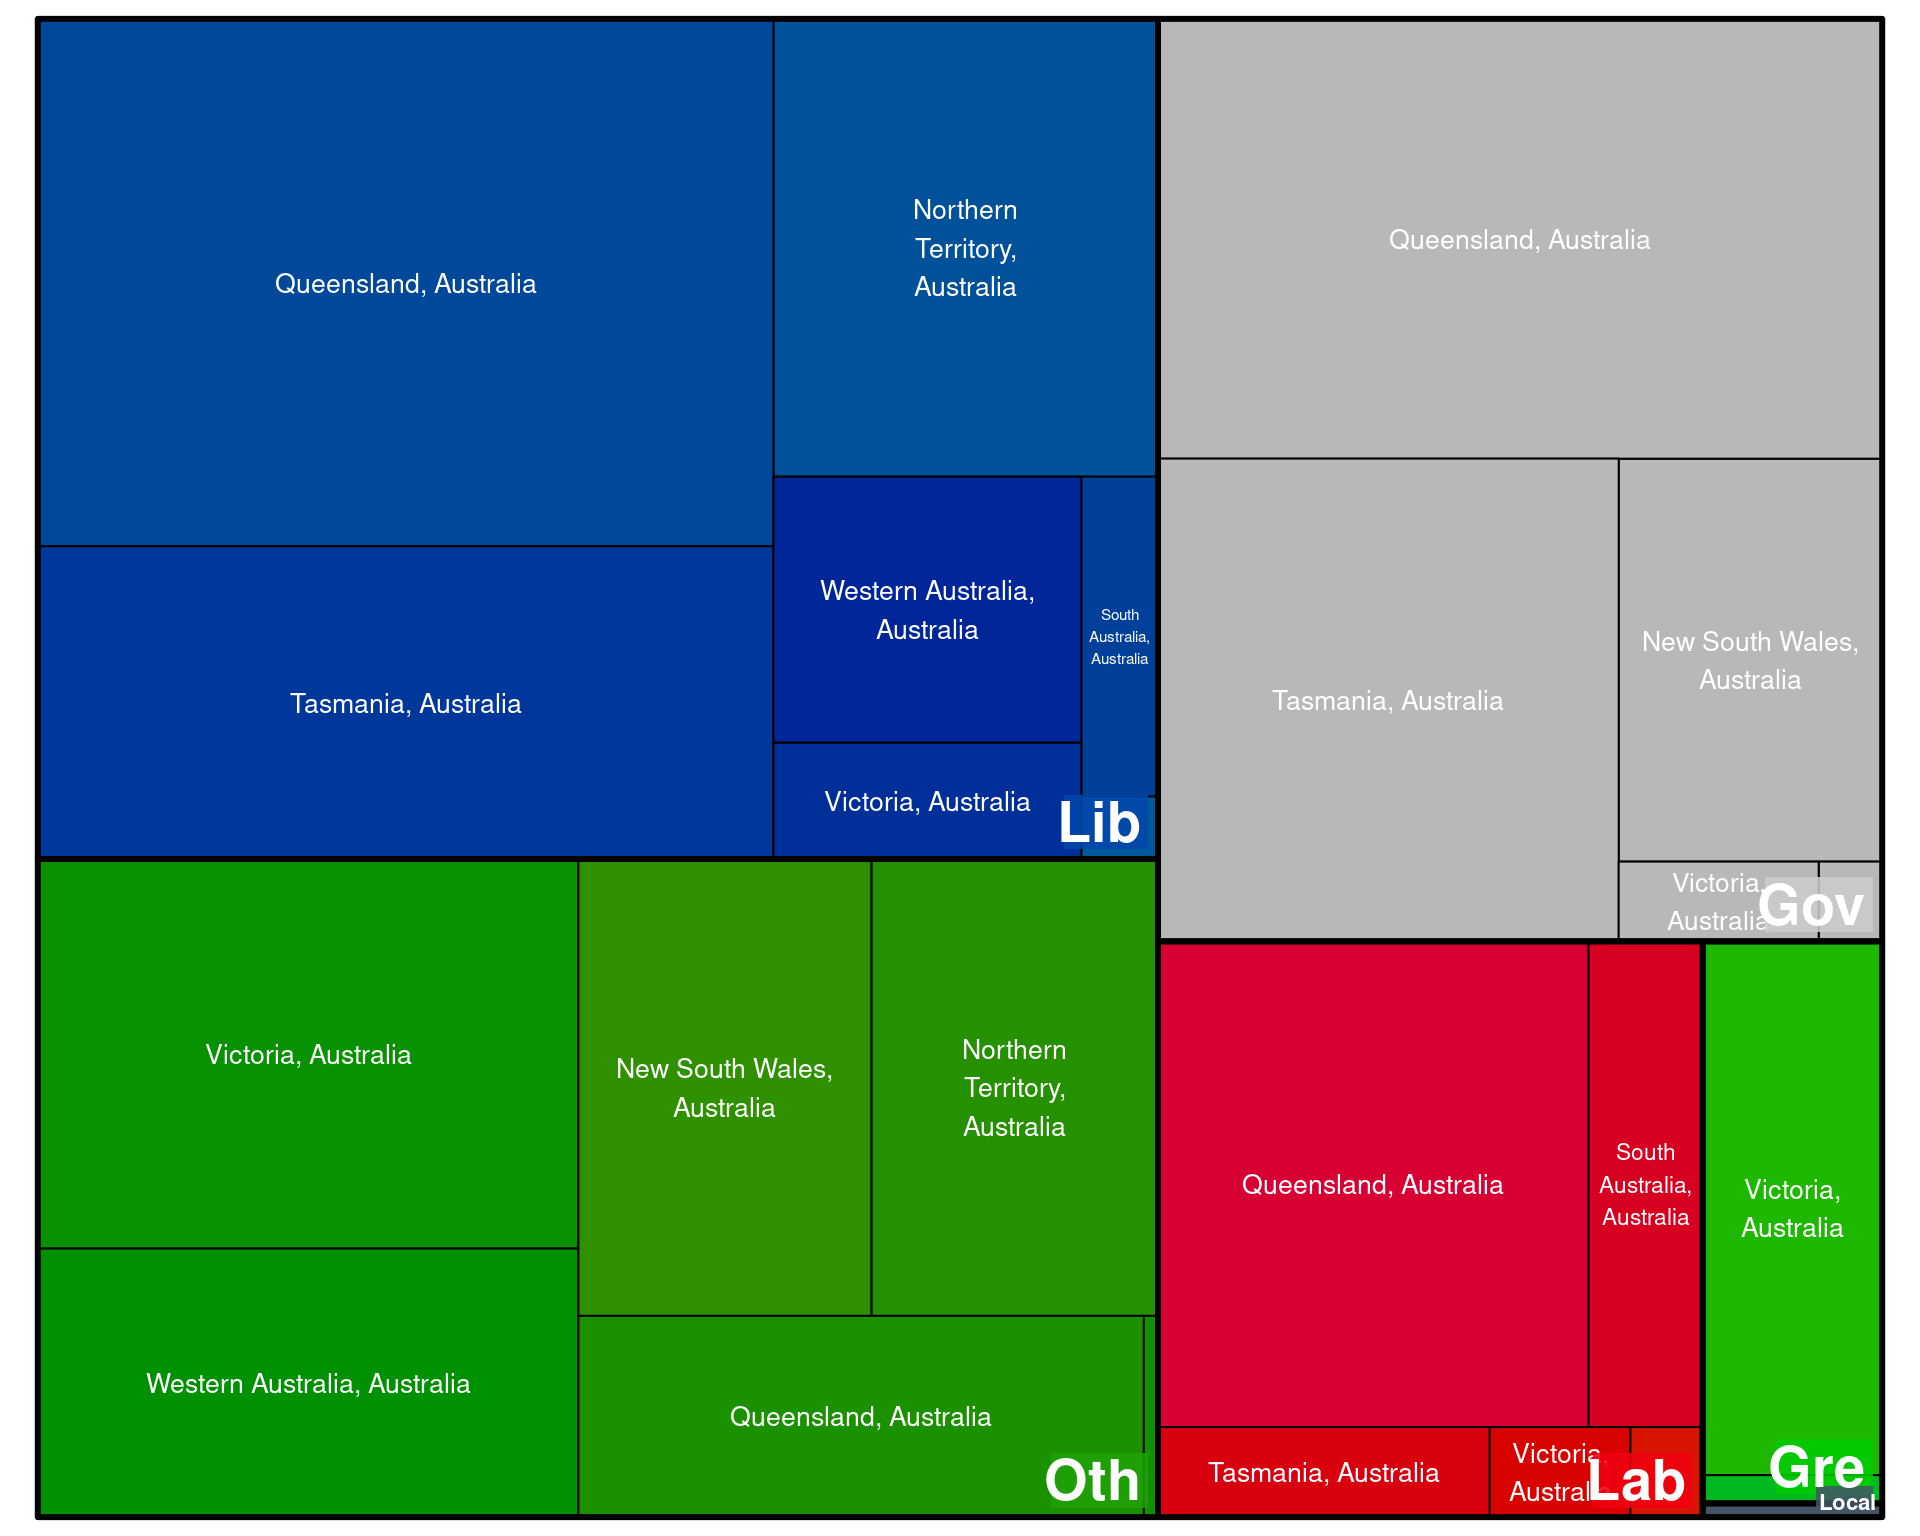 Queensland, Australia
Northern
Territory,
Australia
Tasmania, Australia
Western Australia,
Australia
South
Australia,
Australia
Victoria, Australia
Lib
Queensland, Australia
Tasmania, Australia
New South Wales,
Australia
Victoria,
Australia
Gov
Victoria, Australia
New South Wales,
Australia
Northern
Territory,
Australia
Western Australia, Australia
Queensland, Australia
Oth
Queensland, Australia
South
Australia,
Australia
Tasmania, Australia
Victoria,
Australia
Lab
Victoria,
Australia
Gre
Local